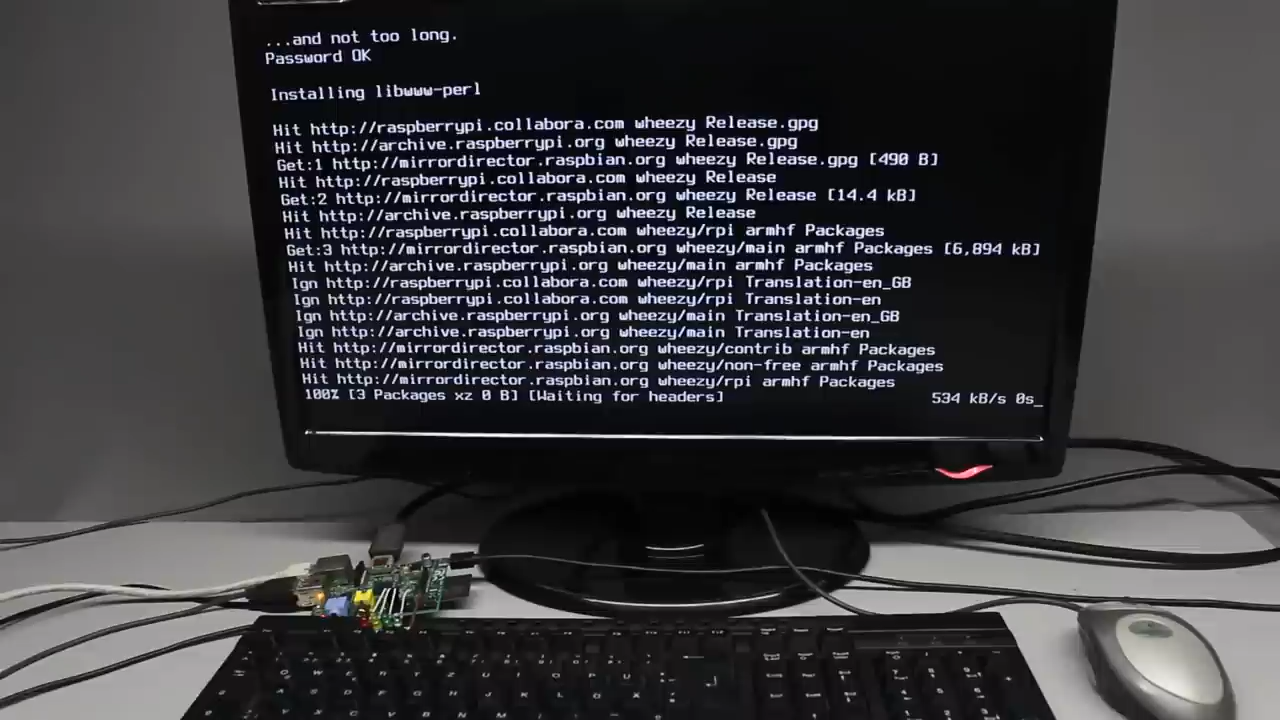 ...and not too long.
Password OK
Installing libwww-perl
Hit http://raspberrypi.collabora.com wheezy Release.gpg
Hit http://archive.raspberrypi.org wheezy Release.gpg
Get:1 http://mirrordirector.raspbian.org wheezy Release.gpg [490 B]
Hit http://raspberrypi.collabora.com wheezy Release
Get:2 http://mirrordirector.raspbian.org wheezy Release [14.4 kB]
Hit http://archive.raspberrypi.org wheezy Release
Hit http://raspberrypi.collabora.com wheezy/rpi armhf Packages
Get:3 http://mirrordirector.raspbian.org wheezy/main armhf Packages [6,894 kB]
Hit http://archive.raspberrypi.org wheezy/main armhf Packages
Ign http://raspberrypi.collabora.com wheezy/rpi Translation-en_GB
Ign http://raspberrypi.collabora.com wheezy/rpi Translation-en
Ign http://archive.raspberrypi.org wheezy/main Translation-en_GB
Ign http://archive.raspberrypi.org wheezy/main Translation-en
Hit http://mirrordirector.raspbian.org wheezy/contrib armhf Packages
Hit http://mirrordirector.raspbian.org wheezy/non-free armhf Packages
Hit http://mirrordirector.raspbian.org wheezy/rpi armhf Packages
100% [3 Packages xz 0 B] [Waiting for headers] 534 kB/s 0s_